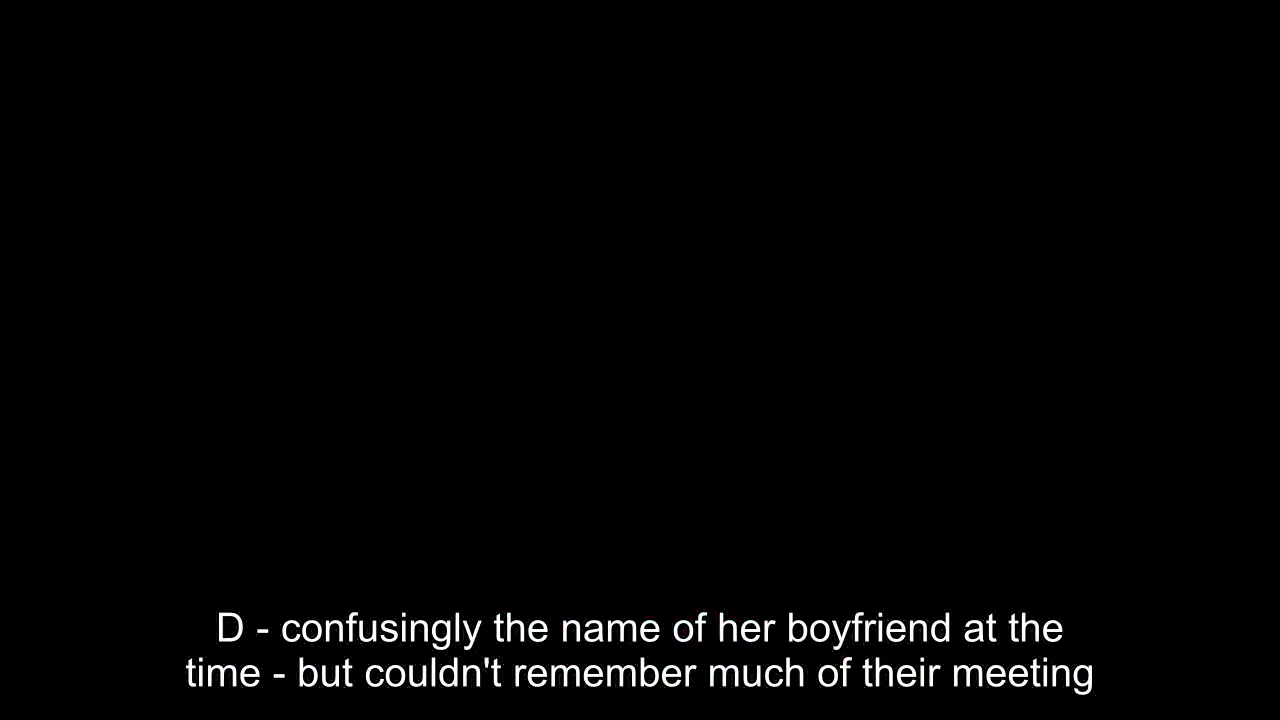 D - confusingly the name of her boyfriend at the
time - but couldn't remember much of their meeting